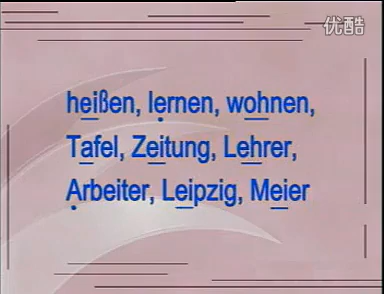 优酷
heißen, lernen, wohnen,
Tafel, Zeitung, Lehrer,
Arbeiter, Leipzig, Meier